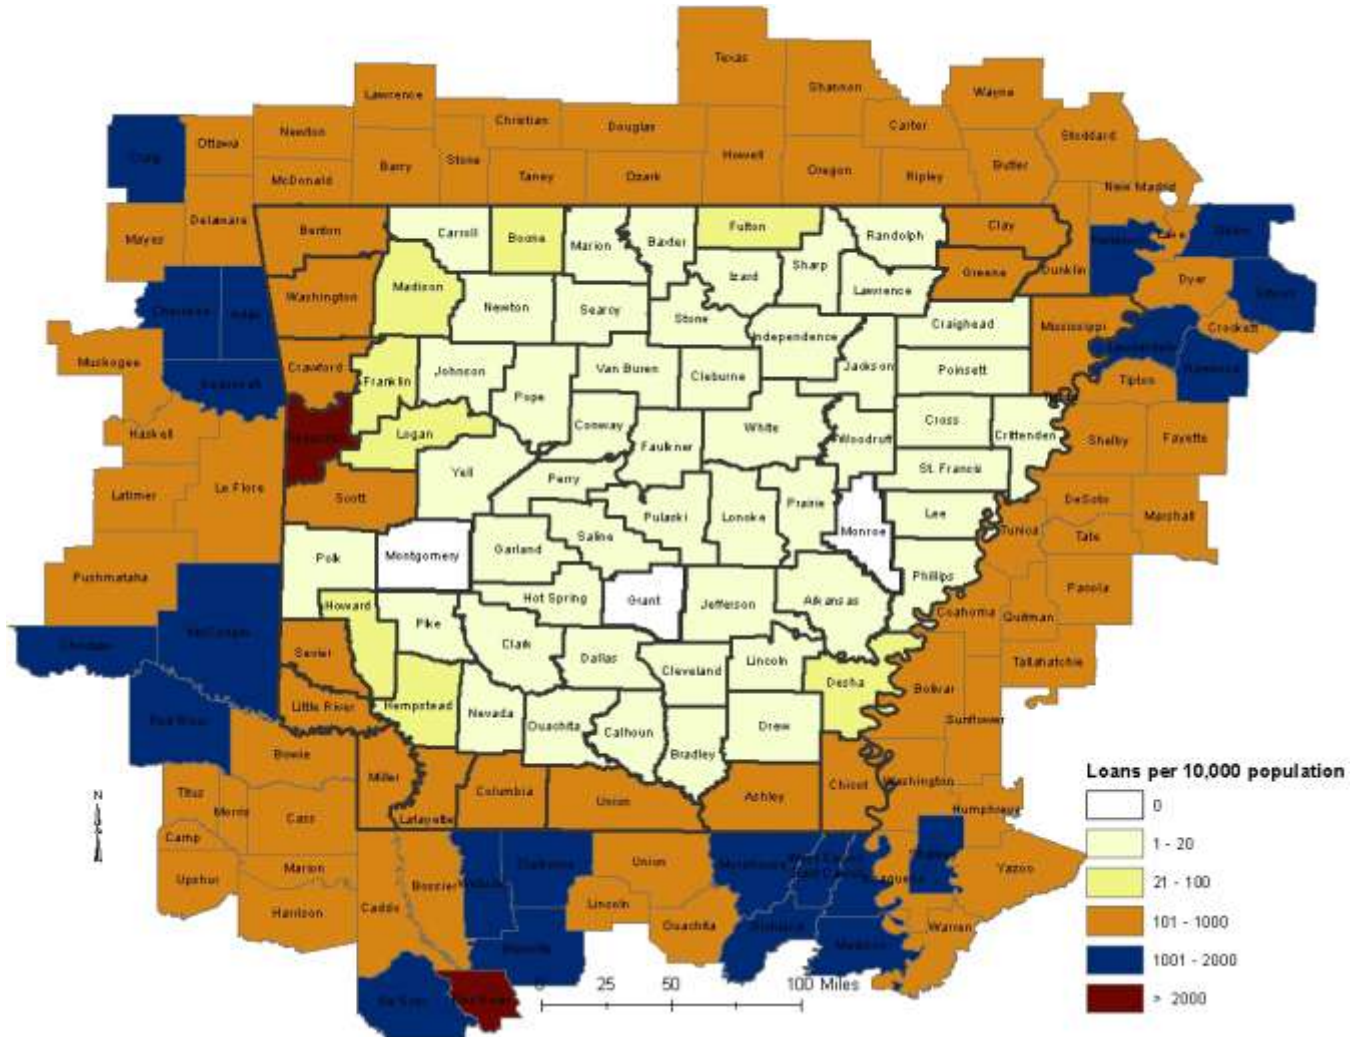 Texas
Shannon
Wayne
Lawrence
Christian
Douglas
Carter
Stoddard
Newton
Ottawa
Howell
Butler
Barry
Stone
Taney
Ozark
Oregon
Ripley
McDonald
New Madrid
Craig
Delaware
Mayes
Benton
Carroll
Boone
Marion
Baxter
Fulton
Randolph
Clay
Lake
Sharp
Izard
Greene
Dunklin
Dyer
Washington
Madison
Newton
Searcy
Stone
Lawrence
Independence
Craighead
Mississippi
Crockett
Muskogee
Crawford
Franklin
Johnson
Van Buren
Cleburne
Jackson
Poinsett
Tipton
Pope
Haskell
Logan
Conway
Faulkner
White
Woodruff
Cross
Crittenden
Shelby
Fayette
Yell
St. Francis
Latimer
Le Flore
Scott
Perry
Pulaski
Lonoke
Prairie
Monroe
Lee
DeSoto
Marshall
Tunica
Tate
Polk
Montgomery
Garland
Saline
Pushmataha
Phillips
Panola
Howard
Pike
Hot Spring
Grant
Jefferson
Arkansas
Coahoma
Quitman
Clark
Dallas
Cleveland
Lincoln
Sevier
Tallahatchie
Desha
Bolivar
Little River
Hempstead
Nevada
Ouachita
Calhoun
Bradley
Drew
Sunflower
Bowie
Miller
Lafayette
Columbia
Union
Ashley
Chicot
Washington
Humphreys
Titus
Morris
Cass
Camp
Marion
Upshur
Harrison
Caddo
Bossier
Union
Lincoln
Ouachita
Yazoo
Warren
Loans per 10,000 population
0
1 - 20
21 - 100
101 - 1000
1001 - 2000
> 2000
N
0 25 50 100 Miles